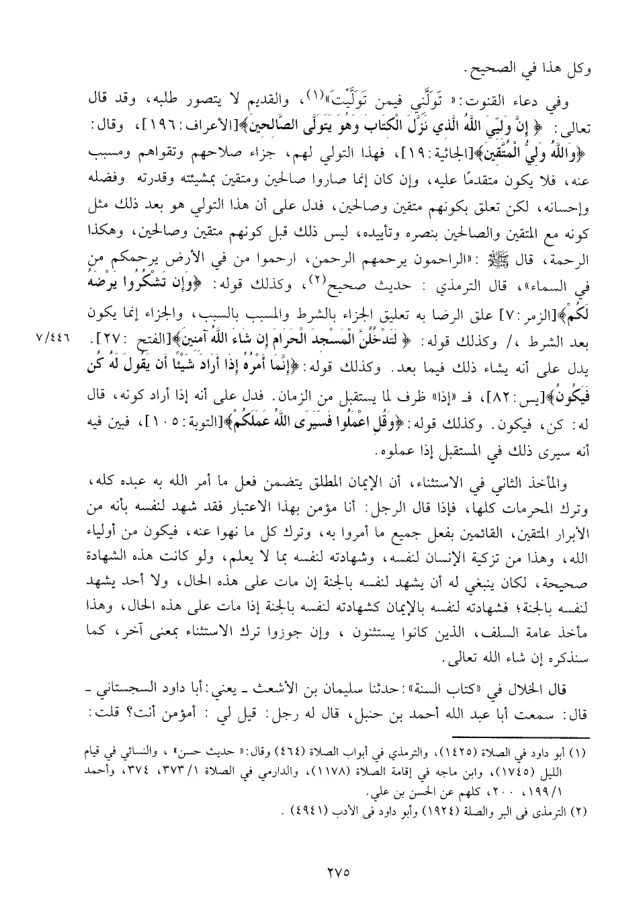 وكل هذا في الصحيح.
وفي دعاء القنوت:« تَوَلَّني فيمن تَوَلَّيْتَ»(١)، والقديم لا يتصور طلبه، وقد قال
تعالى: ﴿ إِنَّ وَلِيِّيَ اللَّهُ الَّذِي نَزَّلَ الْكِتَابَ وَهُوَ يَتَوَلَّى الصَّالِحِينَ﴾[الأعراف:١٩٦]، وقال:
﴿وَاللَّهُ وَلِيُّ الْمُتَّقِينَ﴾[الجاثية:١٩]، فهذا التولي لهم، جزاء صلاحهم وتقواهم ومسبب
عنه، فلا يكون متقدمًا عليه، وإن كان إنما صاروا صالحين ومتقين بمشيئته وقدرته وفضله
وإحسانه، لكن تعلق بكونهم متقين وصالحين، فدل على أن هذا التولي هو بعد ذلك مثل
كونه مع المتقين والصالحين بنصره وتأييده، ليس ذلك قبل كونهم متقين وصالحين، وهكذا
الرحمة، قال ﷺ : «الراحمون يرحمهم الرحمن، ارحموا من في الأرض يرحمكم من
في السماء»، قال الترمذي : حديث صحيح(٢)، وكذلك قوله: ﴿وَإِن تَشْكُرُوا يَرْضَهُ
لَكُمْ﴾[الزمر:٧] علق الرضا به تعليق الجزاء بالشرط والمسبب بالسبب، والجزاء إنما يكون
بعد الشرط ،/ وكذلك قوله: ﴿ لَتَدْخُلُنَّ الْمَسْجِدَ الْحَرَامَ إِن شَاءَ اللَّهُ آمِنِينَ﴾[الفتح :٢٧]. ٧/٤٤٦
يدل على أنه يشاء ذلك فيما بعد. وكذلك قوله: ﴿إِنَّمَا أَمْرُهُ إِذَا أَرَادَ شَيْئًا أَن يَقُولَ لَهُ كُن
فَيَكُونُ﴾[يس:٨٢]، فـ «إذا» ظرف لما يستقبل من الزمان. فدل على أنه إذا أراد كونه، قال
له: كن، فيكون. وكذلك قوله: ﴿وَقُلِ اعْمَلُوا فَسَيَرَى اللَّهُ عَمَلَكُمْ﴾[التوبة:١٠٥]، فبين فيه
أنه سيرى ذلك في المستقبل إذا عملوه.
والمأخذ الثاني في الاستثناء، أن الإيمان المطلق يتضمن فعل ما أمر الله به عبده كله،
وترك المحرمات كلها، فإذا قال الرجل: أنا مؤمن بهذا الاعتبار فقد شهد لنفسه بأنه من
الأبرار المتقين، القائمين بفعل جميع ما أمروا به، وترك كل ما نهوا عنه، فيكون من أولياء
الله، وهذا من تزكية الإنسان لنفسه، وشهادته لنفسه بما لا يعلم، ولو كانت هذه الشهادة
صحيحة، لكان ينبغي له أن يشهد لنفسه بالجنة إن مات على هذه الحال، ولا أحد يشهد
لنفسه بالجنة؛ فشهادته لنفسه بالإيمان كشهادته لنفسه بالجنة إذا مات على هذه الحال، وهذا
مأخذ عامة السلف، الذين كانوا يستثنون ، وإن جوزوا ترك الاستثناء بمعنى آخر، كما
سنذكره إن شاء الله تعالى.
قال الخلال في «كتاب السنة»: حدثنا سليمان بن الأشعث ـ يعني:أبا داود السجستاني ـ
قال: سمعت أبا عبد الله أحمد بن حنبل، قال له رجل: قيل لي : أمؤمن أنت؟ قلت:
(١) أبو داود في الصلاة (١٤٢٥)، والترمذي في أبواب الصلاة (٤٦٤) وقال:« حديث حسن» ، والنسائي في قيام
الليل (١٧٤٥)، وابن ماجه في إقامة الصلاة (١١٧٨)، والدارمي في الصلاة ٣٧٣/١، ٣٧٤، وأحمد
١٩٩/١، ٢٠٠، كلهم عن الحسن بن علي.
(٢) الترمذي في البر والصلة (١٩٢٤) وأبو داود في الأدب (٤٩٤١) .
٢٧٥